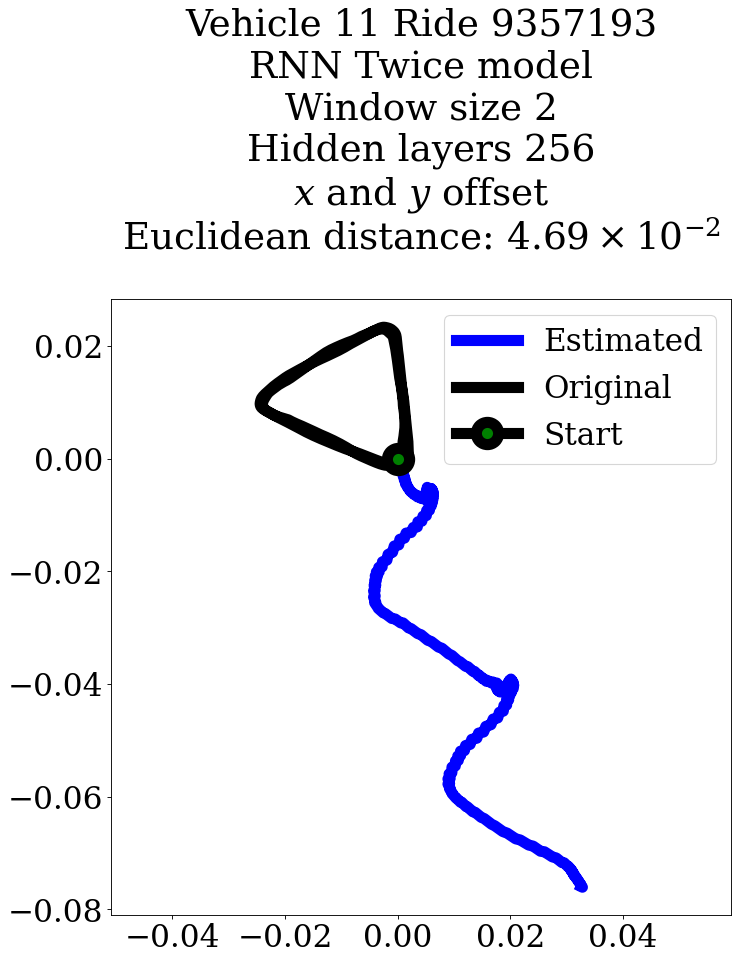 Vehicle 11 Ride 9357193
RNN Twice model
Window size 2
Hidden layers 256
x and y offset
Euclidean distance: 4.69 × 10⁻²
Estimated
Original
Start
0.02
0.00
−0.02
−0.04
−0.06
−0.08
−0.04 −0.02 0.00 0.02 0.04